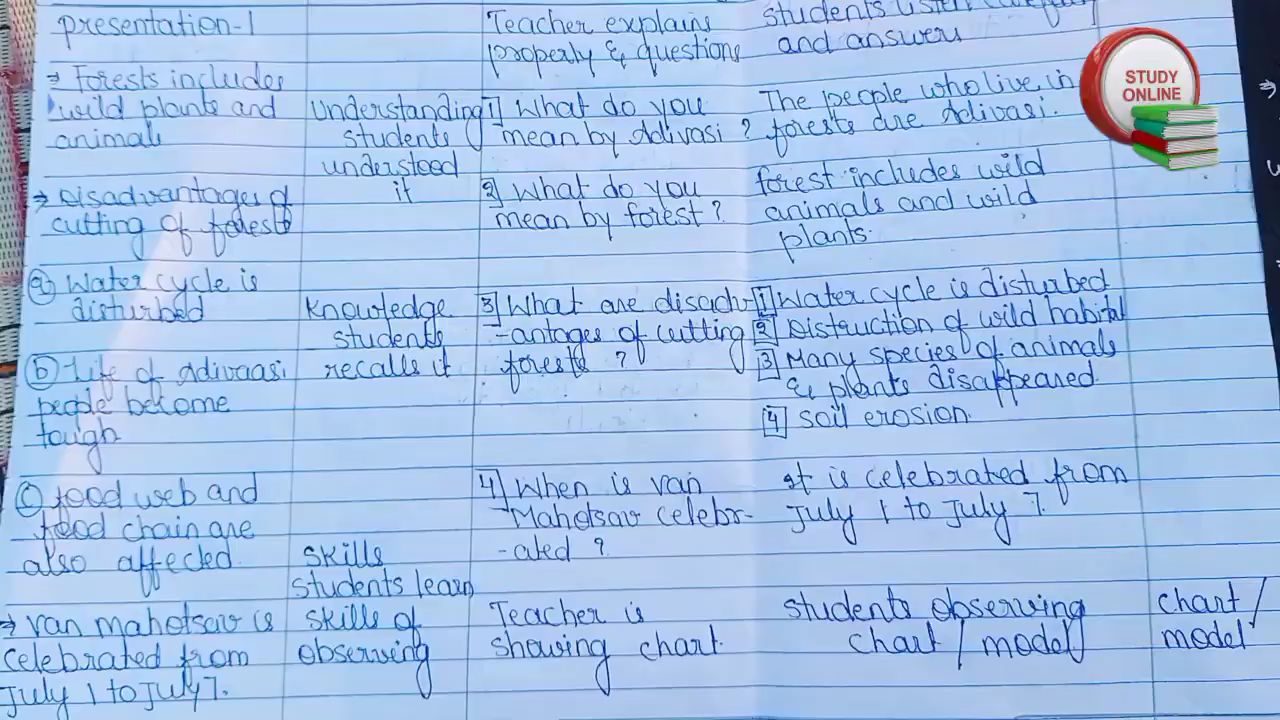 presentation-1
Teacher explains
properly & questions
students listen
and answers
STUDY
ONLINE
→ Forests includes
wild plants and
animals
Understanding
students
understood
it
1 What do you
mean by Adivasi ?
The people who live in
forests are Adivasi.
→ Disadvantages of
cutting of forests
2 What do you
mean by forest ?
forest includes wild
animals and wild
plants.
a Water cycle is
disturbed
Knowledge
students
recalls it
3 What are disadv-
-antages of cutting
forests ?
1 Water cycle is disturbed
2 Distruction of wild habital
3 Many species of animals
& plants disappeared.
4 Soil erosion.
b Life of Adivaasi
people become
tough
c food web and
food chain are
also affected.
4 When is van
-Mahotsav celebr-
-ated ?
It is celebrated from
July 1 to July 7.
skills
students learn
skills of
observing
→ van mahotsav is
celebrated from
July 1 to July 7.
Teacher is
showing chart.
students observing
chart / model
chart /
model